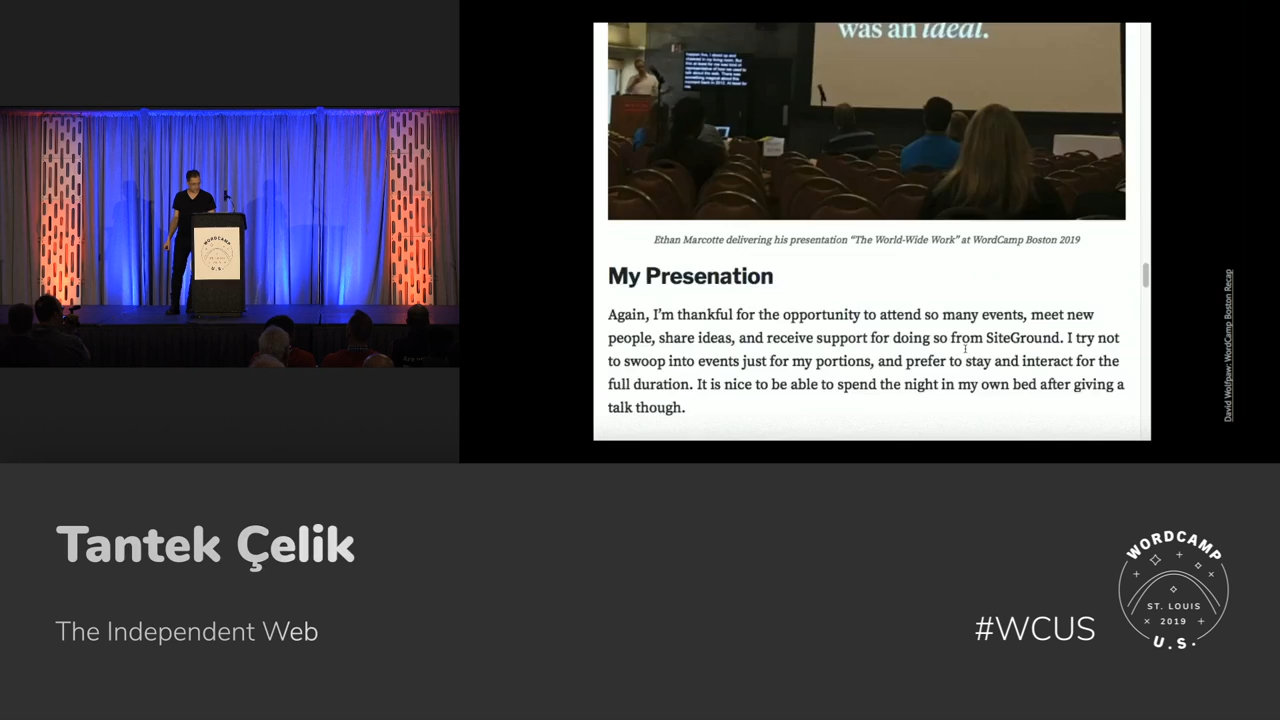 was an ideal.
Ethan Marcotte delivering his presentation “The World-Wide Work” at WordCamp Boston 2019
My Presenation
Again, I’m thankful for the opportunity to attend so many events, meet new
people, share ideas, and receive support for doing so from SiteGround. I try not
to swoop into events just for my portions, and prefer to stay and interact for the
full duration. It is nice to be able to spend the night in my own bed after giving a
talk though.
David Wolfpaw: WordCamp Boston Recap
WORDCAMP
U.S.
Tantek Çelik
The Independent Web
#WCUS
WORDCAMP
ST. LOUIS
2019
U.S.